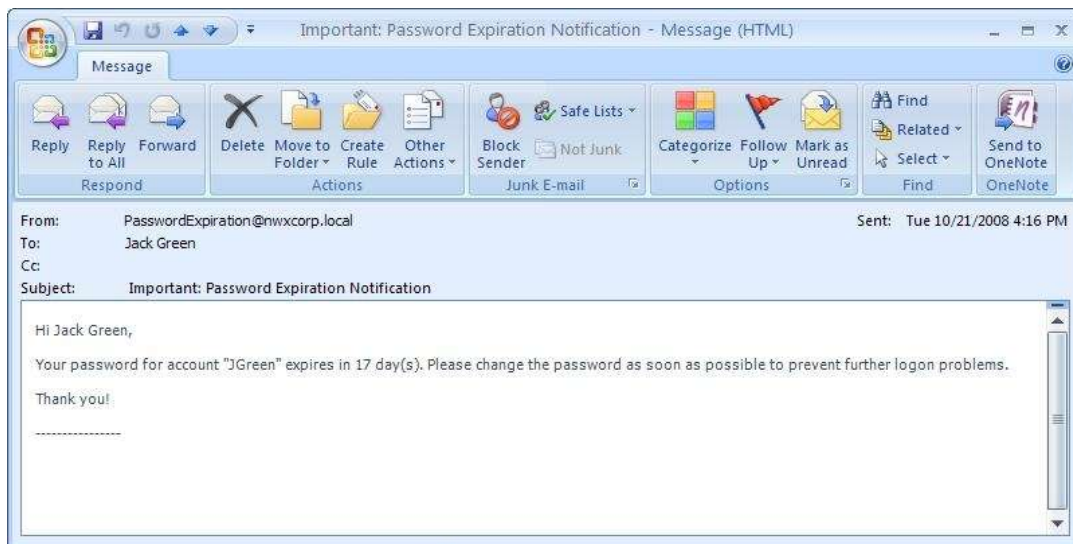 Important: Password Expiration Notification - Message (HTML)
Message
Reply
Reply to All
Forward
Respond
Delete
Move to Folder
Create Rule
Other Actions
Actions
Block Sender
Safe Lists
Not Junk
Junk E-mail
Categorize
Follow Up
Mark as Unread
Options
Find
Related
Select
Find
Send to OneNote
OneNote
From: PasswordExpiration@nwxcorp.local Sent: Tue 10/21/2008 4:16 PM
To: Jack Green
Cc:
Subject: Important: Password Expiration Notification
Hi Jack Green,
Your password for account "JGreen" expires in 17 day(s). Please change the password as soon as possible to prevent further logon problems.
Thank you!
----------------